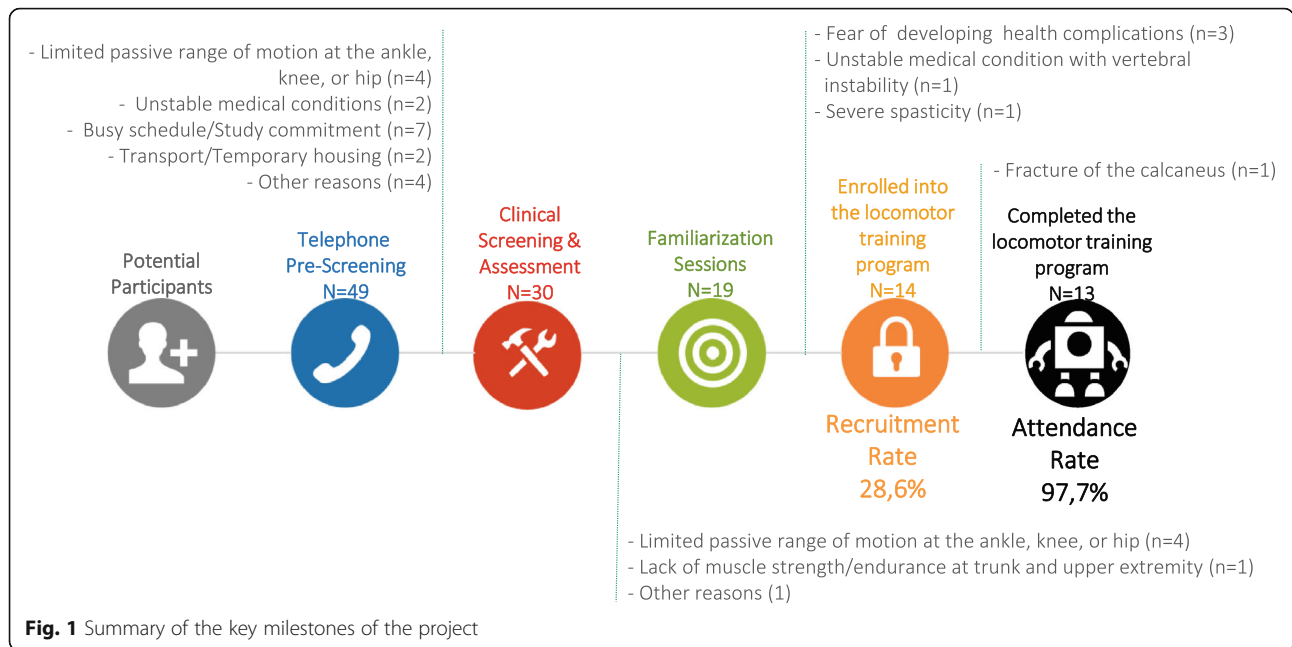 - Limited passive range of motion at the ankle,
knee, or hip (n=4)
- Unstable medical conditions (n=2)
- Busy schedule/Study commitment (n=7)
- Transport/Temporary housing (n=2)
- Other reasons (n=4)
- Fear of developing health complications (n=3)
- Unstable medical condition with vertebral
instability (n=1)
- Severe spasticity (n=1)
- Fracture of the calcaneus (n=1)
Potential
Participants
Telephone
Pre-Screening
N=49
Clinical
Screening &
Assessment
N=30
Familiarization
Sessions
N=19
Enrolled into
the locomotor
training
program
N=14
Completed the
locomotor training
program
N=13
Recruitment
Rate
28,6%
Attendance
Rate
97,7%
- Limited passive range of motion at the ankle, knee, or hip (n=4)
- Lack of muscle strength/endurance at trunk and upper extremity (n=1)
- Other reasons (1)
Fig. 1 Summary of the key milestones of the project